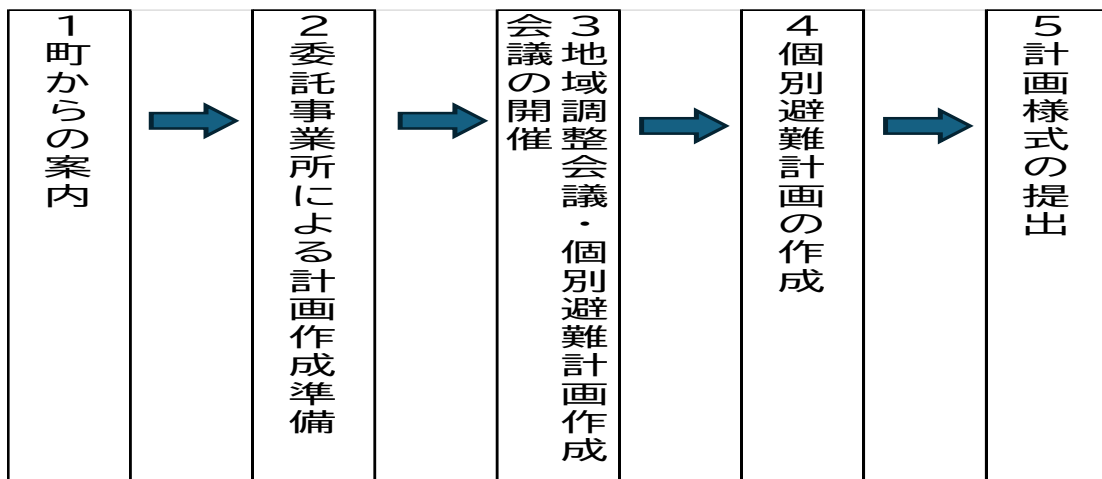 1町からの案内
2委託事業所による計画作成準備
3地域調整会議・個別避難計画作成
会議の開催
4個別避難計画の作成
5計画様式の提出